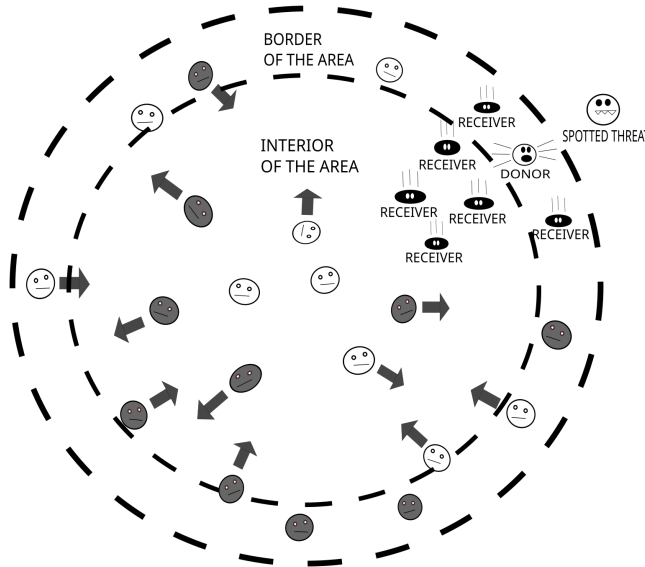 BORDER
OF THE AREA
RECEIVER
SPOTTED THREA
RECEIVER
DONOR
INTERIOR
OF THE AREA
RECEIVER
RECEIVER
RECEIVER
RECEIVER